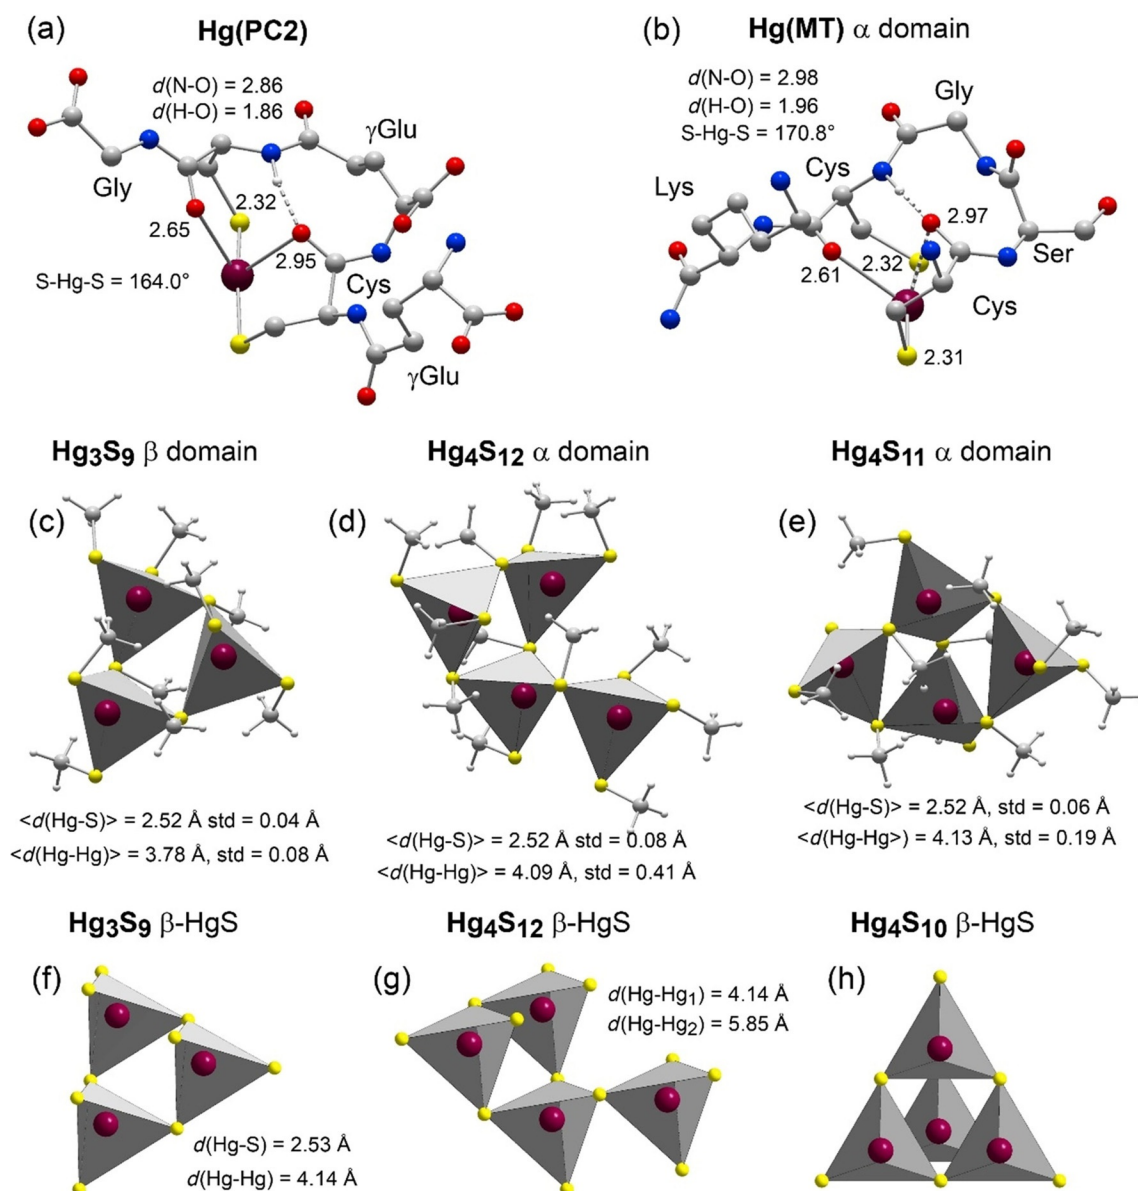 (a) Hg(PC2)
d(N-O) = 2.86
d(H-O) = 1.86
γGlu
Gly
2.32
2.65
2.95
S-Hg-S = 164.0°
Cys
γGlu
(b) Hg(MT) α domain
d(N-O) = 2.98
d(H-O) = 1.96
S-Hg-S = 170.8°
Gly
Cys
Lys
2.97
2.32
Ser
2.61
Cys
2.31
Hg3S9 β domain
(c)
<d(Hg-S)> = 2.52 Å std = 0.04 Å
<d(Hg-Hg)> = 3.78 Å, std = 0.08 Å
Hg4S12 α domain
(d)
<d(Hg-S)> = 2.52 Å std = 0.08 Å
<d(Hg-Hg)> = 4.09 Å, std = 0.41 Å
Hg4S11 α domain
(e)
<d(Hg-S)> = 2.52 Å, std = 0.06 Å
<d(Hg-Hg>) = 4.13 Å, std = 0.19 Å
Hg3S9 β-HgS
(f)
d(Hg-S) = 2.53 Å
d(Hg-Hg) = 4.14 Å
Hg4S12 β-HgS
(g)
d(Hg-Hg1) = 4.14 Å
d(Hg-Hg2) = 5.85 Å
Hg4S10 β-HgS
(h)